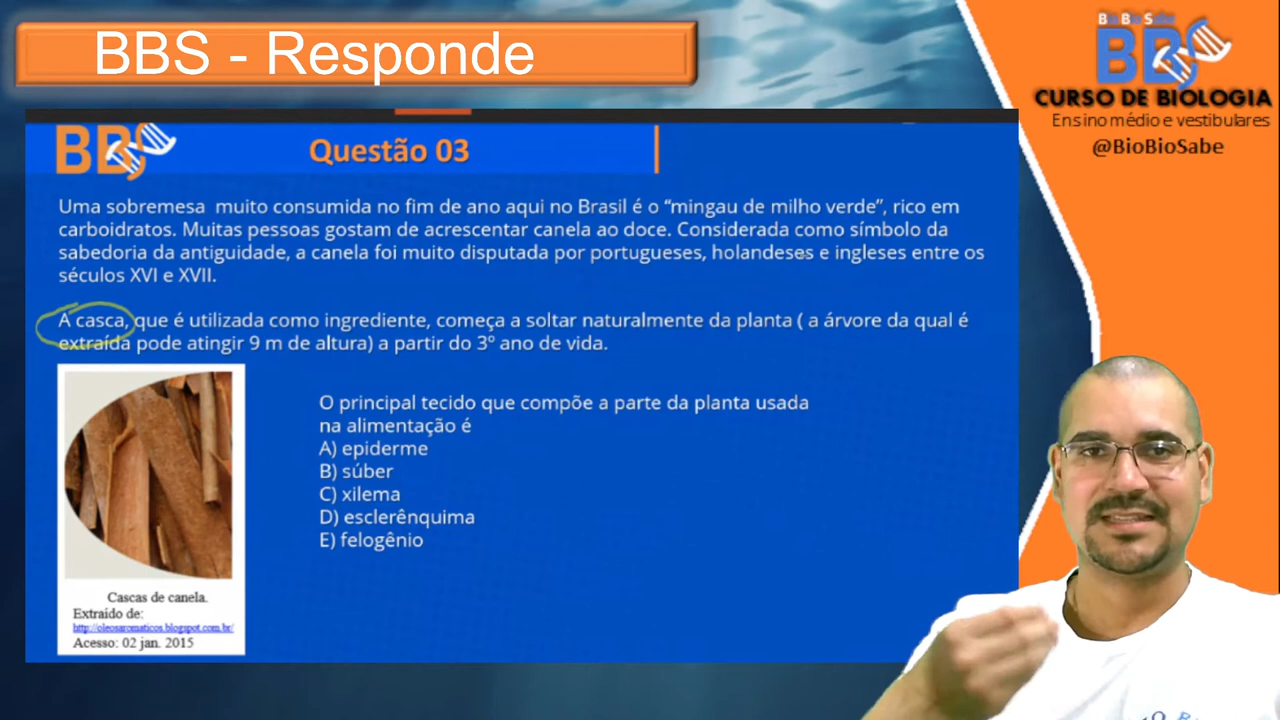 BBS - Responde
Bio Bio Sabe
BBS
CURSO DE BIOLOGIA
Ensino médio e vestibulares
@BioBioSabe
BBS
Questão 03
Uma sobremesa muito consumida no fim de ano aqui no Brasil é o “mingau de milho verde”, rico em
carboidratos. Muitas pessoas gostam de acrescentar canela ao doce. Considerada como símbolo da
sabedoria da antiguidade, a canela foi muito disputada por portugueses, holandeses e ingleses entre os
séculos XVI e XVII.
A casca, que é utilizada como ingrediente, começa a soltar naturalmente da planta ( a árvore da qual é
extraída pode atingir 9 m de altura) a partir do 3º ano de vida.
O principal tecido que compõe a parte da planta usada
na alimentação é
A) epiderme
B) súber
C) xilema
D) esclerênquima
E) felogênio
Cascas de canela.
Extraído de:
http://oleosaromaticos.blogspot.com.br/
Acesso: 02 jan. 2015